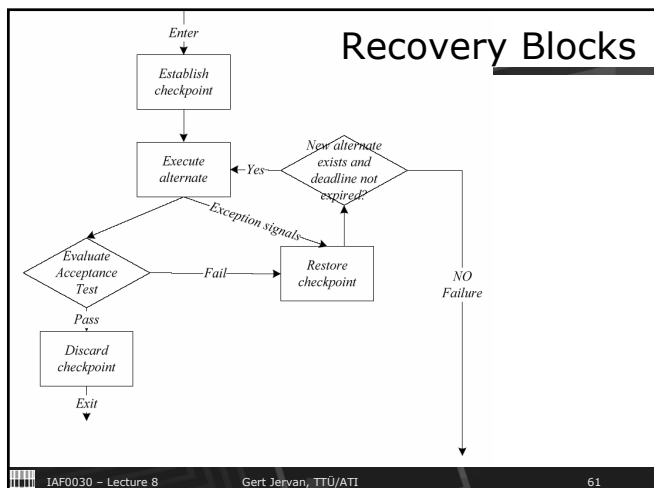 Recovery Blocks
Enter
Establish
checkpoint
Execute
alternate
Yes
New alternate
exists and
deadline not
expired?
Exception signals
Evaluate
Acceptance
Test
Fail
Restore
checkpoint
NO
Failure
Pass
Discard
checkpoint
Exit
IAF0030 – Lecture 8
Gert Jervan, TTÜ/ATI
61